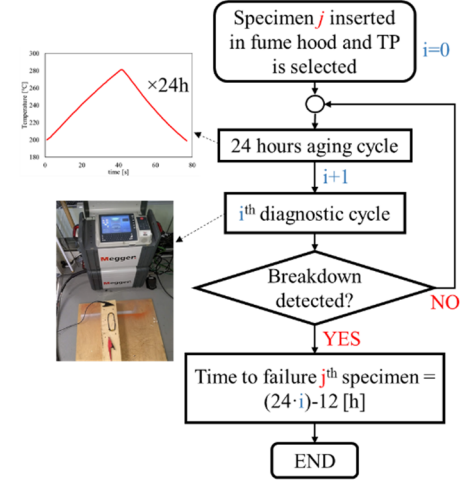 Specimen j inserted
in fume hood and TP
is selected
i=0
300
280
260
240
220
200
180
Temperature [°C]
0
20
40
60
80
time [s]
×24h
24 hours aging cycle
i+1
ith diagnostic cycle
Megger
Megger
Breakdown
detected?
NO
YES
Time to failure jth specimen =
(24·i)-12 [h]
END